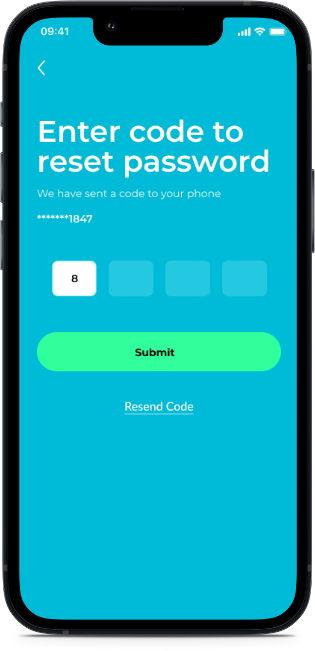 09:41
Enter code to
reset password
We have sent a code to your phone
*******1847
8
Submit
Resend Code